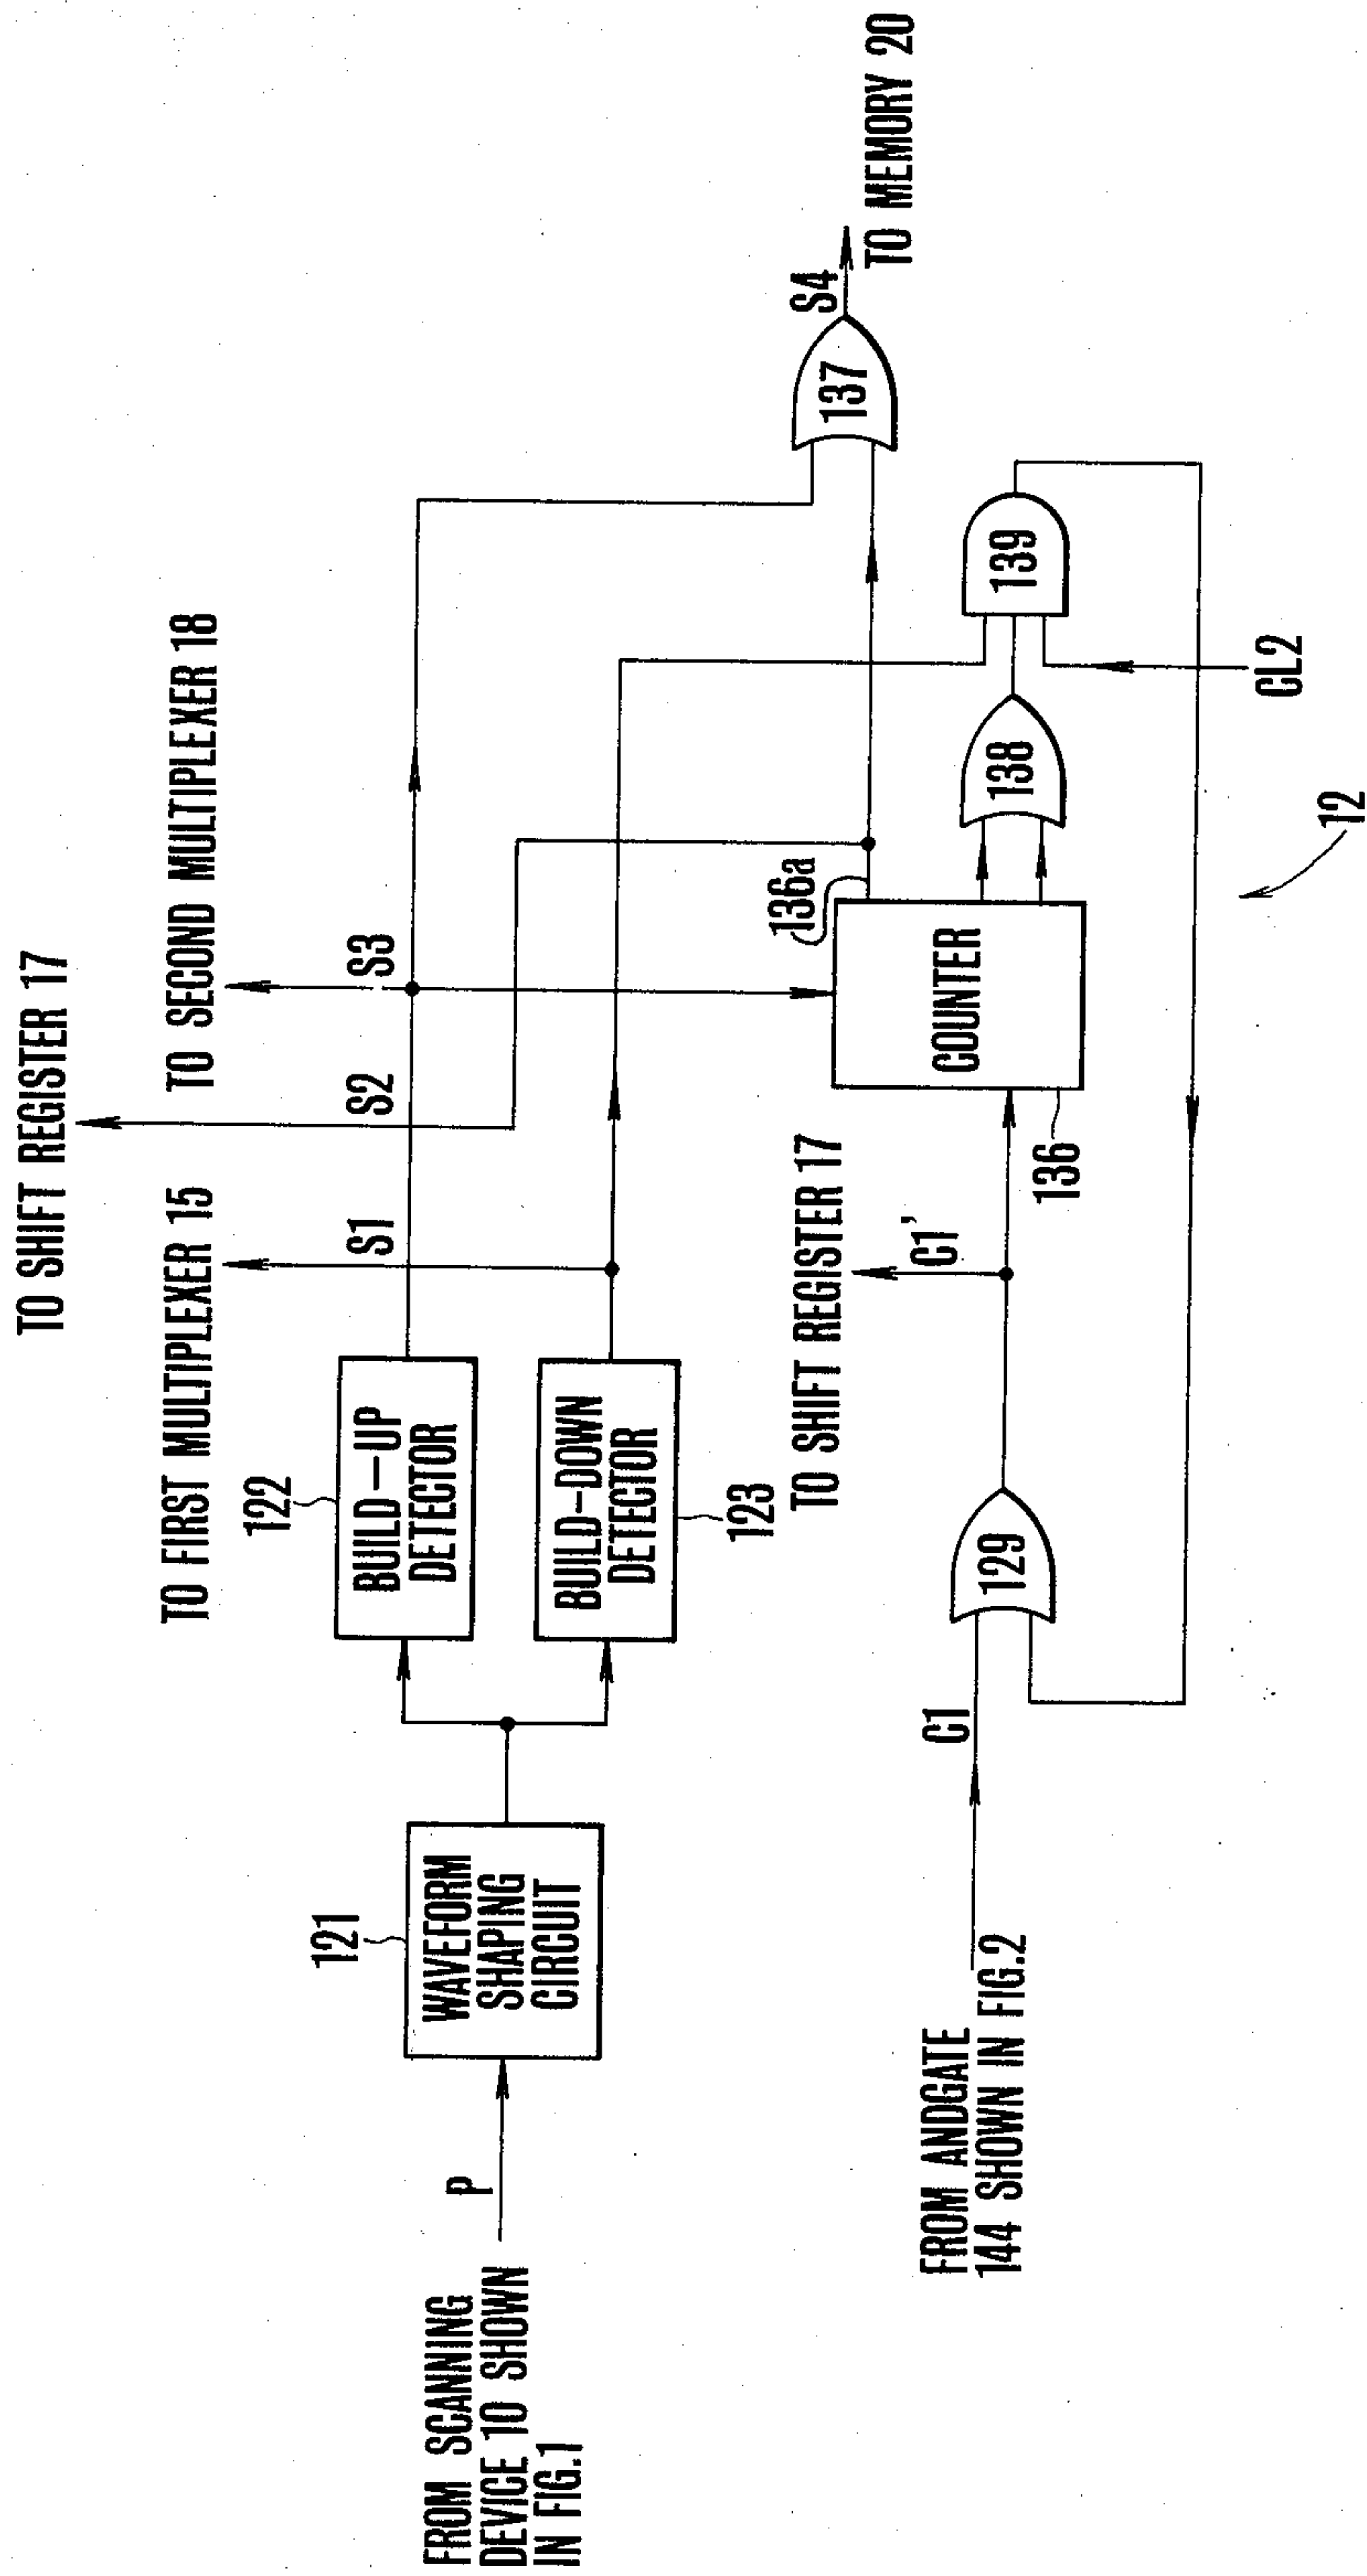 TO SHIFT REGISTER 17
TO FIRST MULTIPLEXER 15
TO SECOND MULTIPLEXER 18
S1
S2
S3
122
BUILD-UP
DETECTOR
121
WAVEFORM
SHAPING
CIRCUIT
P
FROM SCANNING
DEVICE 10 SHOWN
IN FIG.1
BUILD-DOWN
DETECTOR
123
TO SHIFT REGISTER 17
C1'
136a
S4
137
TO MEMORY 20
FROM ANDGATE
144 SHOWN IN FIG.2
C1
129
COUNTER
136
138
139
CL2
12